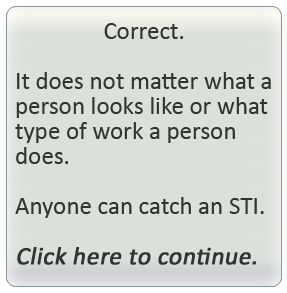 Correct.
It does not matter what a
person looks like or what
type of work a person
does.
Anyone can catch an STI.
Click here to continue.